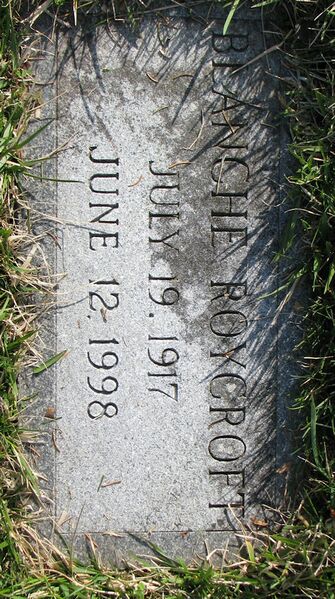 BLANCHE ROYCROFT
JULY 19, 1917
JUNE 12, 1998